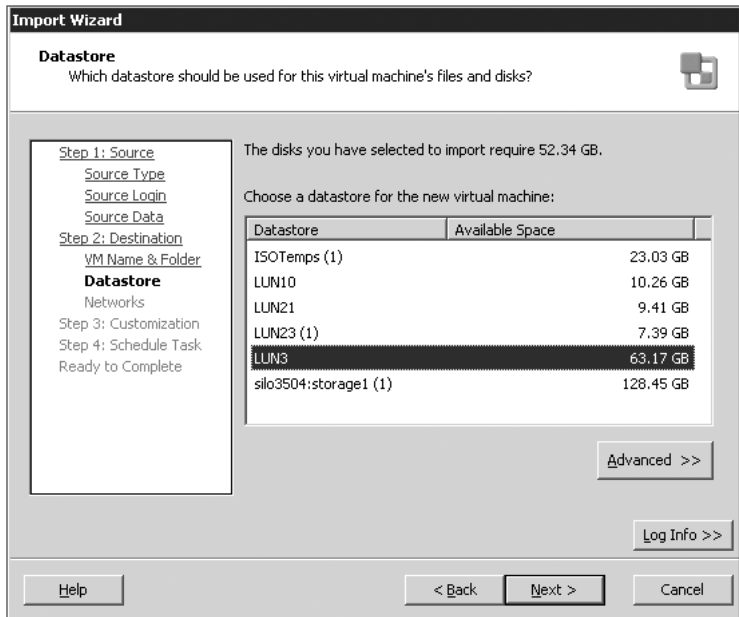 Import Wizard
Datastore
Which datastore should be used for this virtual machine's files and disks?
Step 1: Source
Source Type
Source Login
Source Data
Step 2: Destination
VM Name & Folder
Datastore
Networks
Step 3: Customization
Step 4: Schedule Task
Ready to Complete
The disks you have selected to import require 52.34 GB.
Choose a datastore for the new virtual machine:
Datastore Available Space
ISOTemps (1) 23.03 GB
LUN10 10.26 GB
LUN21 9.41 GB
LUN23 (1) 7.39 GB
LUN3 63.17 GB
silo3504:storage1 (1) 128.45 GB
Advanced >>
Log Info >>
Help
< Back
Next >
Cancel